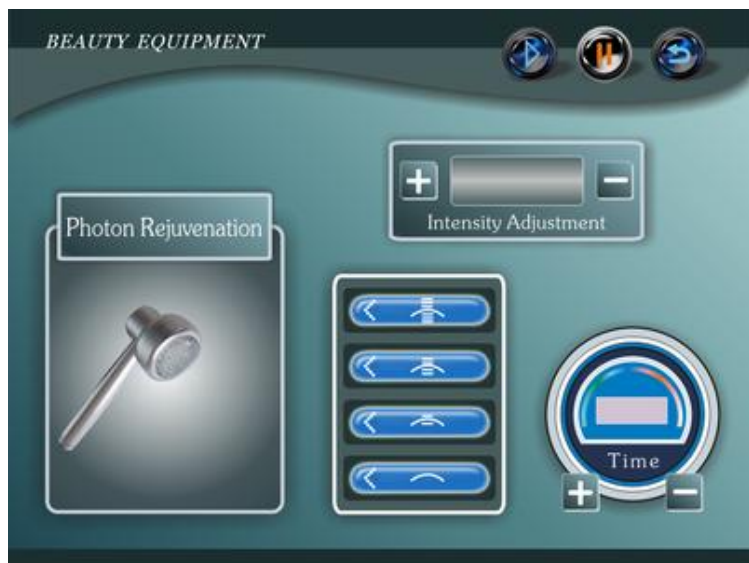 BEAUTY EQUIPMENT
Intensity Adjustment
Photon Rejuvenation
Time